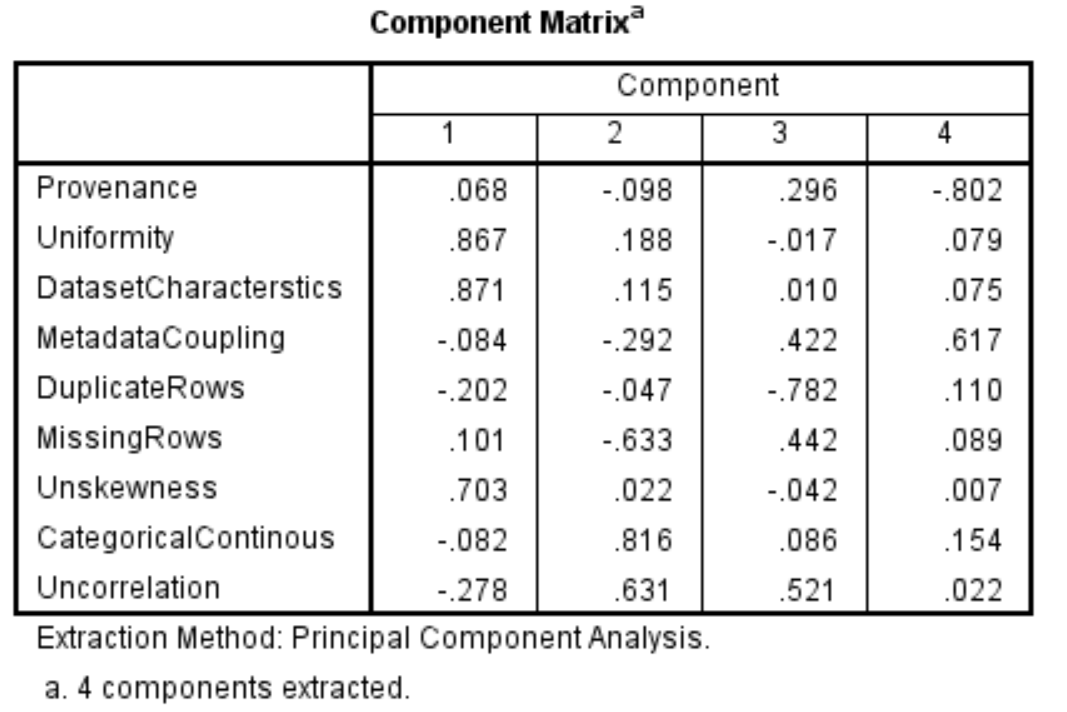 Component Matrixa
Component
1 2 3 4
Provenance .068 -.098 .296 -.802
Uniformity .867 .188 -.017 .079
DatasetCharacterstics .871 .115 .010 .075
MetadataCoupling -.084 -.292 .422 .617
DuplicateRows -.202 -.047 -.782 .110
MissingRows .101 -.633 .442 .089
Unskewness .703 .022 -.042 .007
CategoricalContinous -.082 .816 .086 .154
Uncorrelation -.278 .631 .521 .022
Extraction Method: Principal Component Analysis.
a. 4 components extracted.